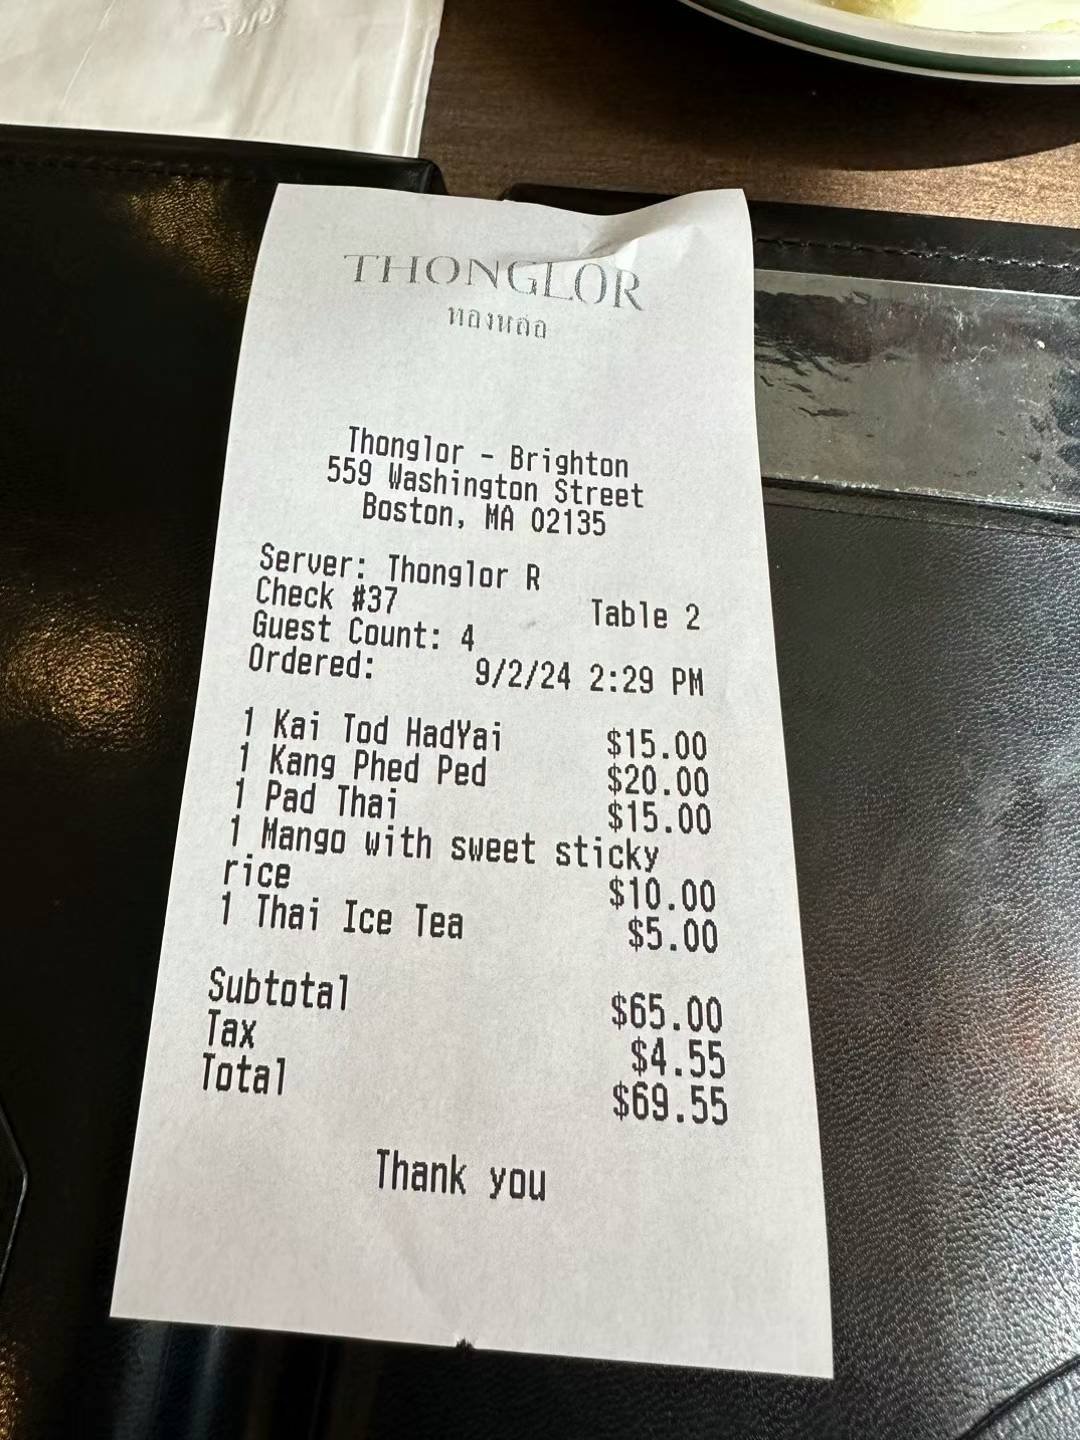 THONGLOR
ทองหล่อ
Thonglor - Brighton
559 Washington Street
Boston, MA 02135
Server: Thonglor R
Check #37 Table 2
Guest Count: 4
Ordered: 9/2/24 2:29 PM
1 Kai Tod HadYai $15.00
1 Kang Phed Ped $20.00
1 Pad Thai $15.00
1 Mango with sweet sticky
rice $10.00
1 Thai Ice Tea $5.00
Subtotal $65.00
Tax $4.55
Total $69.55
Thank you